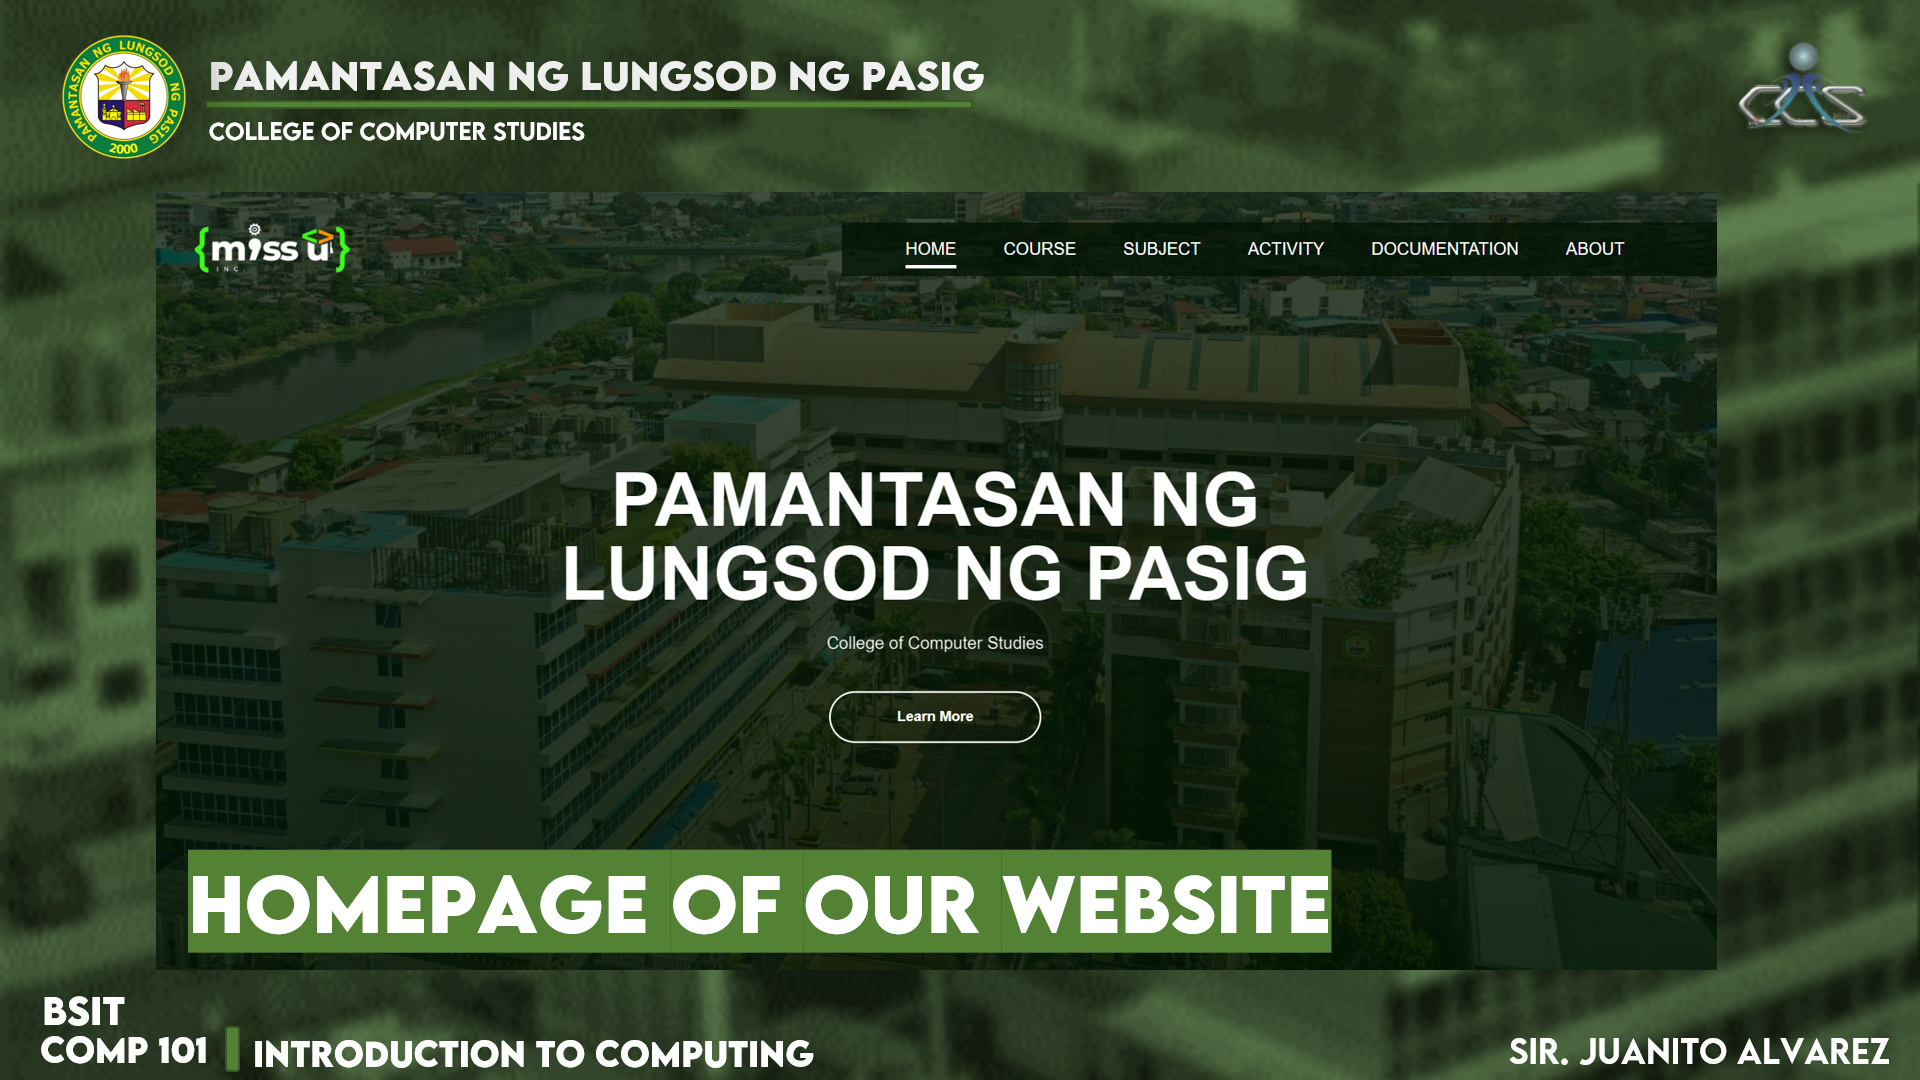 PAMANTASAN NG LUNGSOD NG PASIG
2000
PAMANTASAN NG LUNGSOD NG PASIG
COLLEGE OF COMPUTER STUDIES
CCS
{miss u}
INC.
HOME COURSE SUBJECT ACTIVITY DOCUMENTATION ABOUT
PAMANTASAN NG
LUNGSOD NG PASIG
College of Computer Studies
Learn More
HOMEPAGE OF OUR WEBSITE
BSIT
COMP 101
INTRODUCTION TO COMPUTING
SIR. JUANITO ALVAREZ